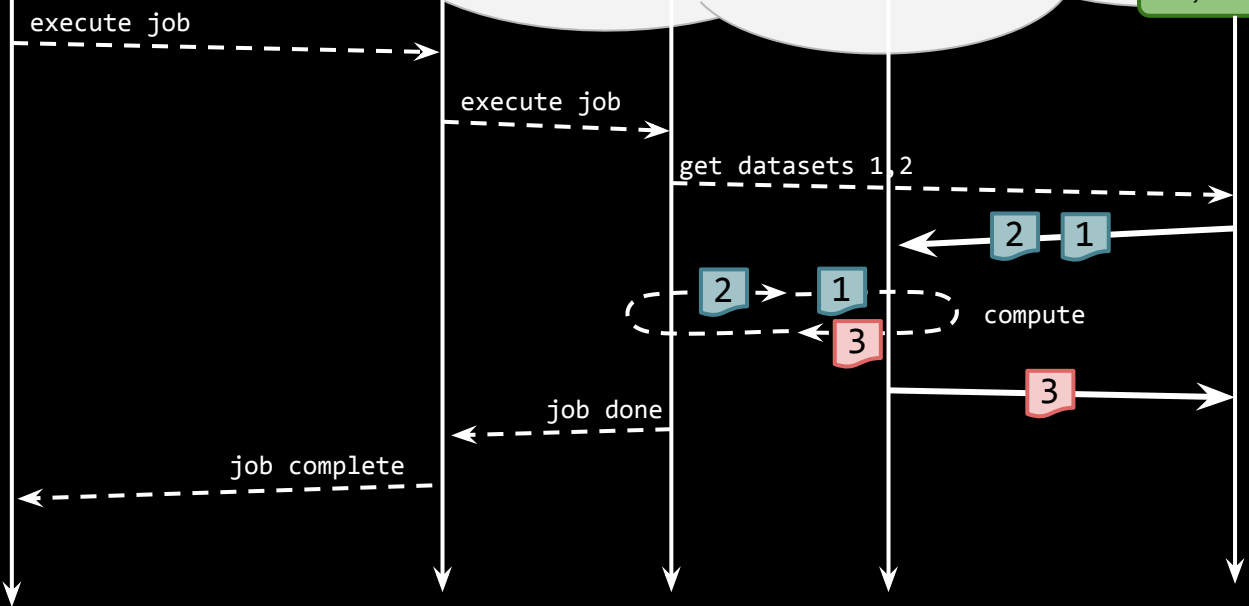 execute job
execute job
get datasets 1,2
2 1
2 1
compute
3
3
job done
job complete